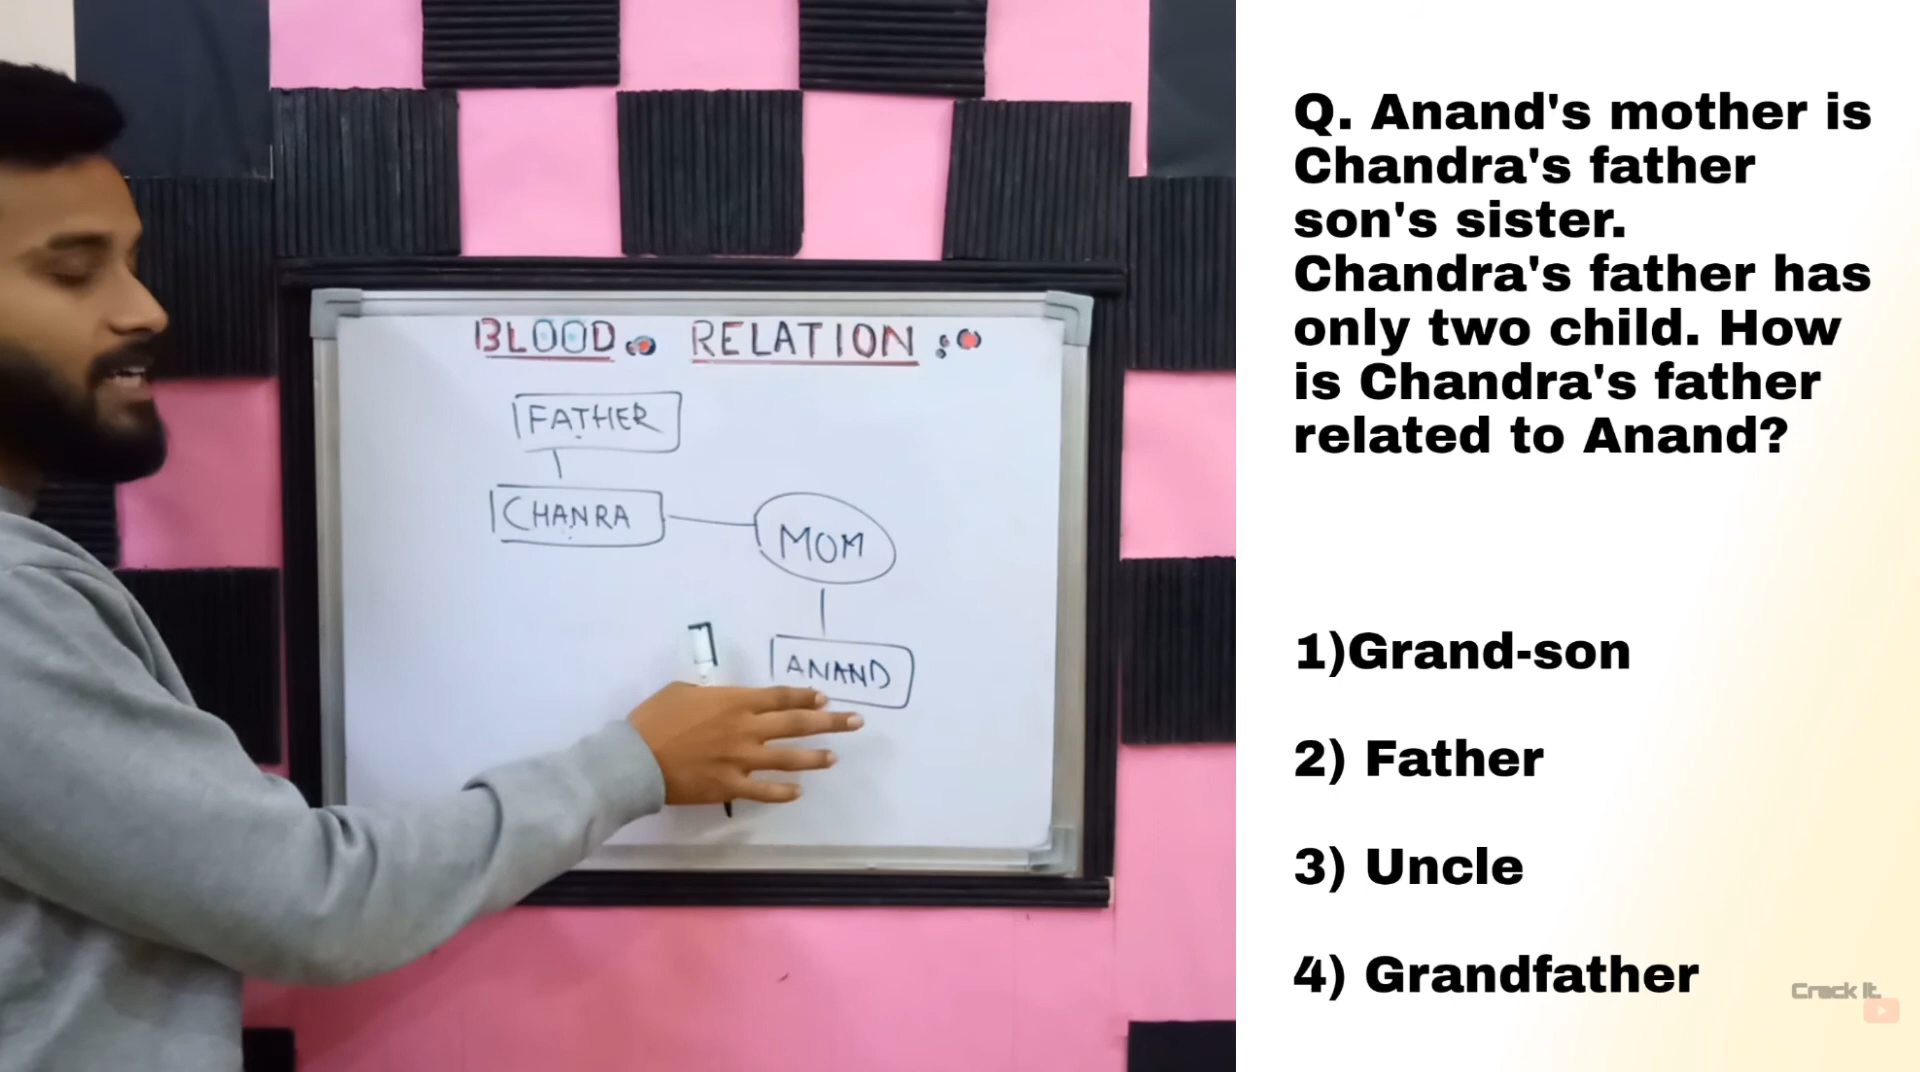 BLOOD RELATION :
FATHER
CHANRA
MOM
ANAND
Q. Anand's mother is
Chandra's father
son's sister.
Chandra's father has
only two child. How
is Chandra's father
related to Anand?
1)Grand-son
2) Father
3) Uncle
4) Grandfather
Crack It.